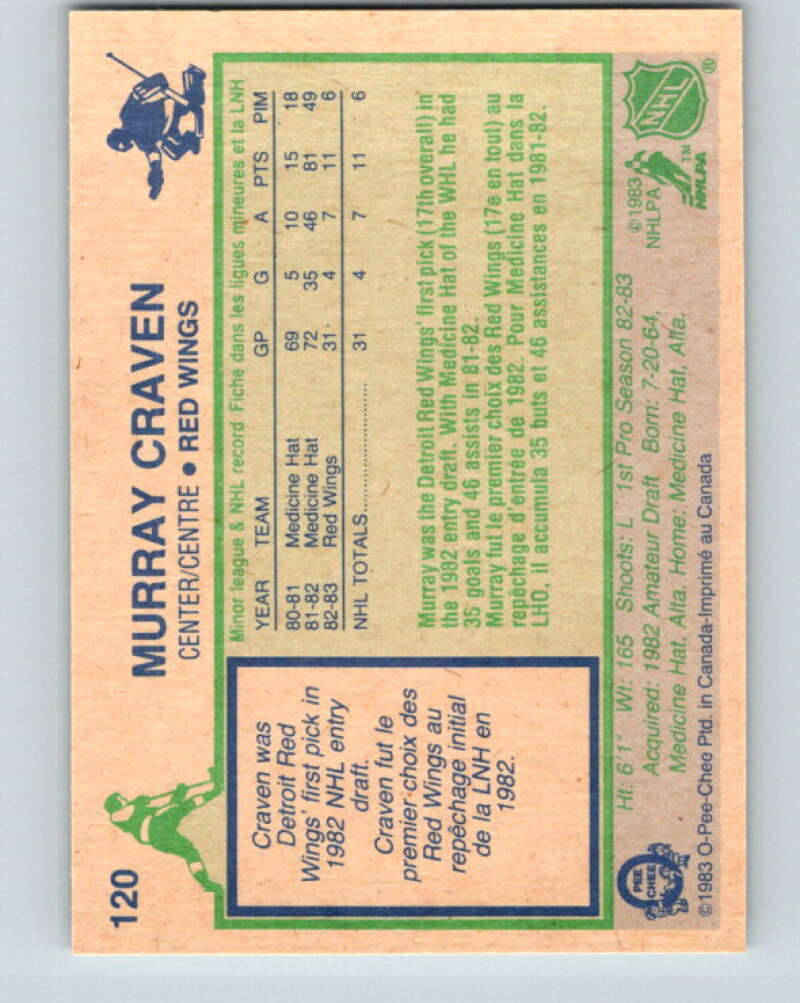 120
MURRAY CRAVEN
CENTER/CENTRE • RED WINGS
Craven was
Detroit Red
Wings' first pick in
1982 NHL entry
draft.
Craven fut le
premier choix des
Red Wings au
repêchage initial
de la LNH en
1982.
Minor league & NHL record Fiche dans les ligues mineures et la LNH
YEAR TEAM GP G A PTS PIM
80-81 Medicine Hat 69 5 10 15 18
81-82 Medicine Hat 72 35 46 81 49
82-83 Red Wings 31 4 7 11 6
NHL TOTALS 31 4 7 11 6
Murray was the Detroit Red Wings' first pick (17th overall) in
the 1982 entry draft. With Medicine Hat of the WHL he had
35 goals and 46 assists in 81-82.
Murray fut le premier choix des Red Wings (17e en tout) au
repêchage d'entrée de 1982. Pour Medicine Hat dans la
LHO, il accumula 35 buts et 46 assistances en 1981-82.
Ht: 6'1" Wt: 165 Shoots: L 1st Pro Season 82-83
Acquired: 1982 Amateur Draft Born: 7-20-64,
Medicine Hat, Alta. Home: Medicine Hat, Alta.
©1983
NHLPA
NHL
®
NHLPA
™
PEE
CHEE
©1983 O-Pee-Chee Ptd. in Canada-Imprimé au Canada